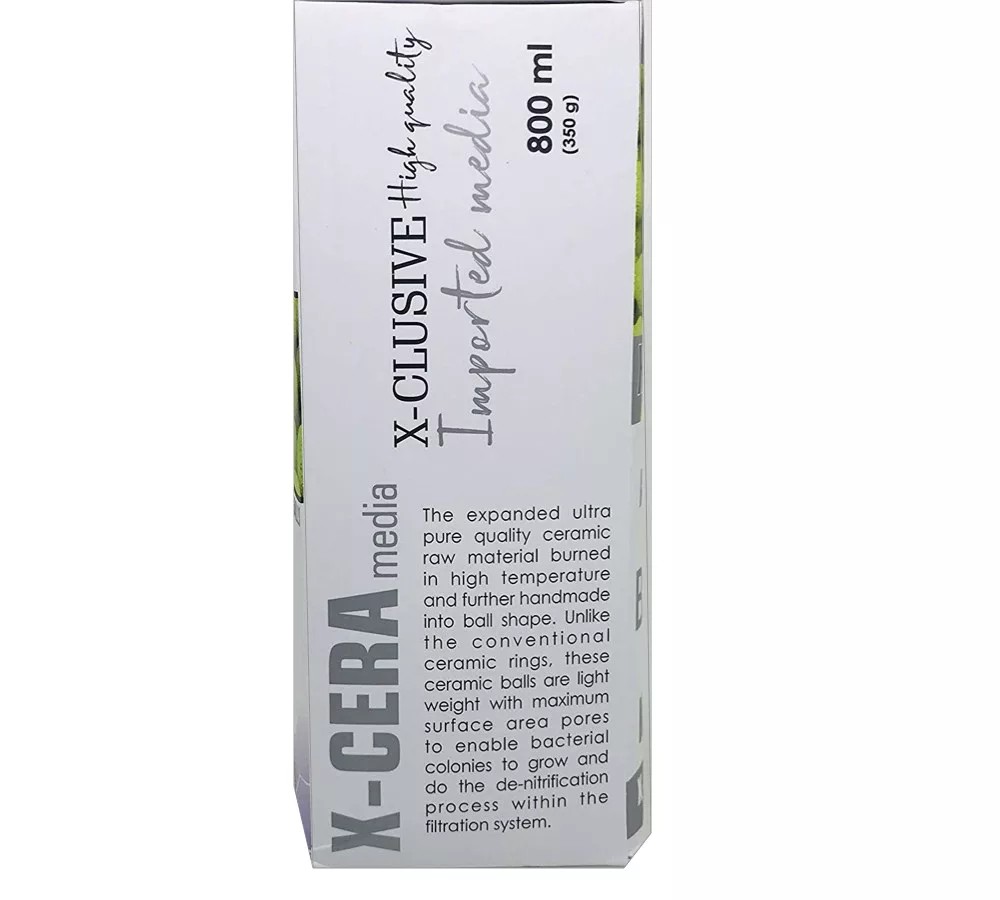 X-CERA media
X-CLUSIVE High quality
Imported media
800 ml
(350 g)
The expanded ultra
pure quality ceramic
raw material burned
in high temperature
and further handmade
into ball shape. Unlike
the conventional
ceramic rings, these
ceramic balls are light
weight with maximum
surface area pores
to enable bacterial
colonies to grow and
do the de-nitrification
process within the
filtration system.